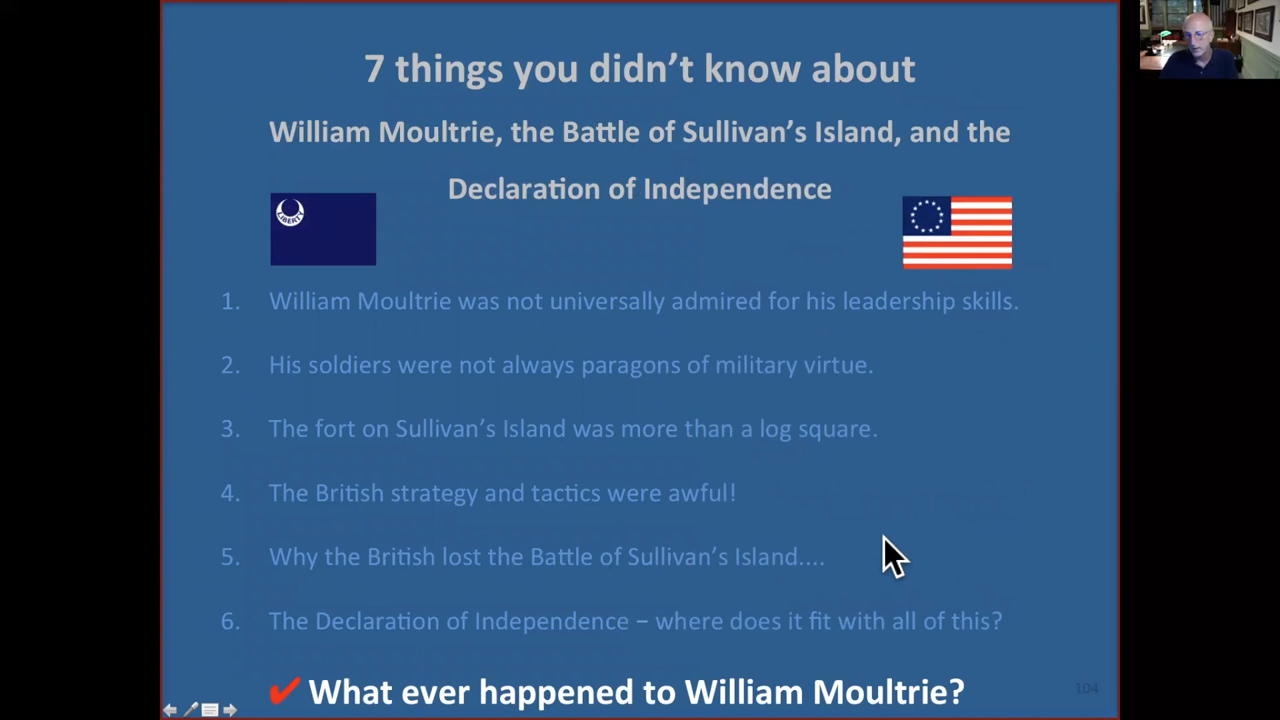 7 things you didn’t know about
William Moultrie, the Battle of Sullivan’s Island, and the
Declaration of Independence
LIBERTY
1. William Moultrie was not universally admired for his leadership skills.
2. His soldiers were not always paragons of military virtue.
3. The fort on Sullivan’s Island was more than a log square.
4. The British strategy and tactics were awful!
5. Why the British lost the Battle of Sullivan’s Island....
6. The Declaration of Independence – where does it fit with all of this?
✔ What ever happened to William Moultrie?
104